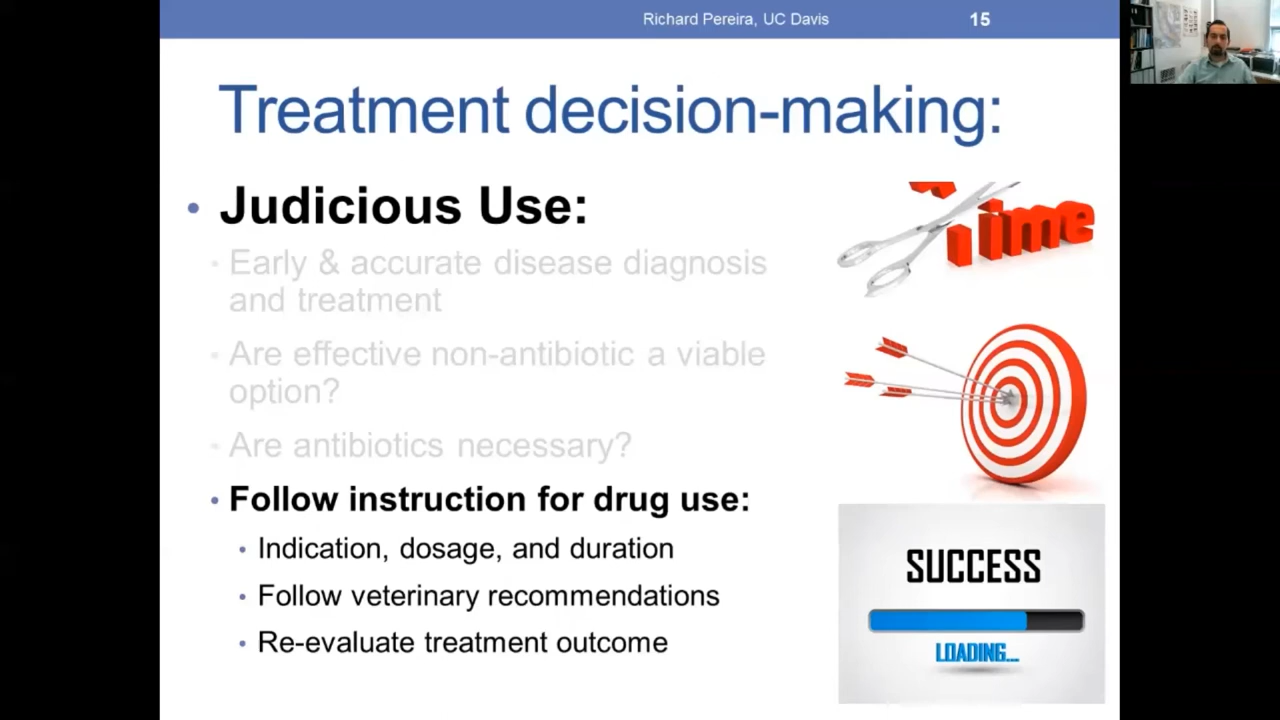 Richard Pereira, UC Davis 15
Treatment decision-making:
• Judicious Use:
• Early & accurate disease diagnosis
and treatment
• Are effective non-antibiotic a viable
option?
• Are antibiotics necessary?
• Follow instruction for drug use:
• Indication, dosage, and duration
• Follow veterinary recommendations
• Re-evaluate treatment outcome
Time
SUCCESS
LOADING...